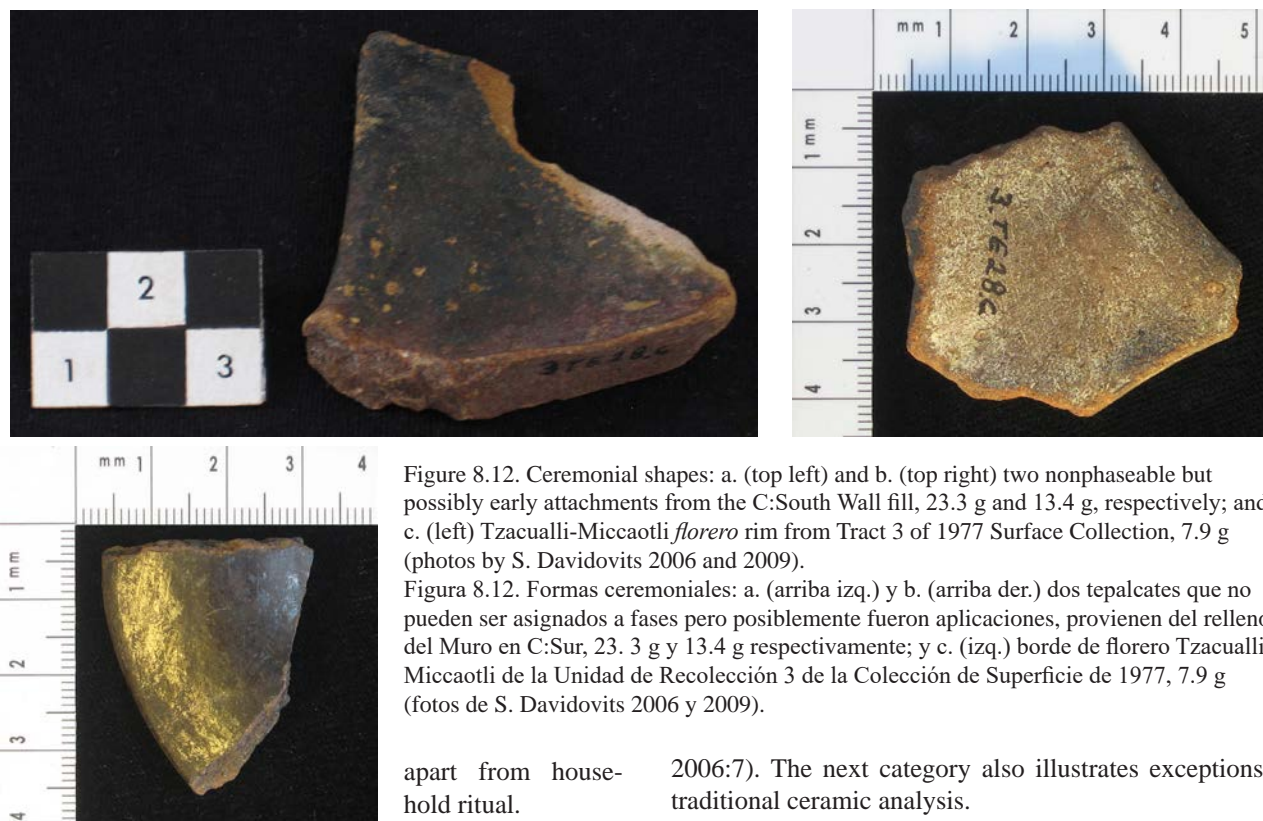 2
1 3
3TE28c
mm 1 2 3 4 5
1 mm
2
3
4
3TE28c
mm 1 2 3 4
1 mm
2
3
4
Figure 8.12. Ceremonial shapes: a. (top left) and b. (top right) two nonphaseable but
possibly early attachments from the C:South Wall fill, 23.3 g and 13.4 g, respectively; and
c. (left) Tzacualli-Miccaotli florero rim from Tract 3 of 1977 Surface Collection, 7.9 g
(photos by S. Davidovits 2006 and 2009).
Figura 8.12. Formas ceremoniales: a. (arriba izq.) y b. (arriba der.) dos tepalcates que no
pueden ser asignados a fases pero posiblemente fueron aplicaciones, provienen del relleno
del Muro en C:Sur, 23. 3 g y 13.4 g respectivamente; y c. (izq.) borde de florero Tzacualli
Miccaotli de la Unidad de Recolección 3 de la Colección de Superficie de 1977, 7.9 g
(fotos de S. Davidovits 2006 y 2009).
apart from house-
hold ritual.
2006:7). The next category also illustrates exceptions
traditional ceramic analysis.